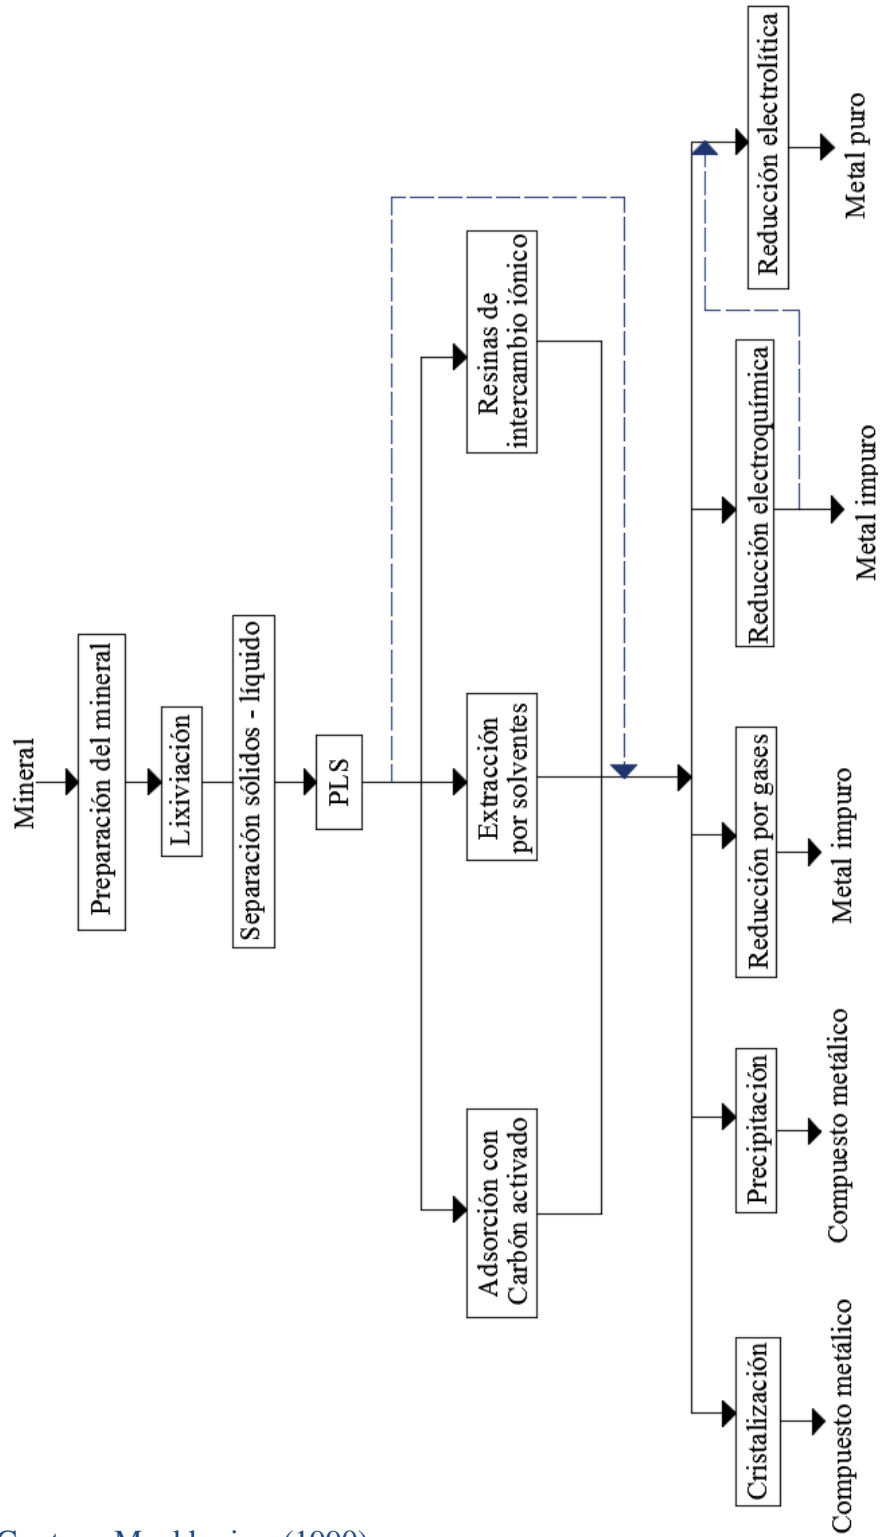 Mineral
Preparación del mineral
Lixiviación
Separación sólidos - líquido
PLS
Adsorción con
Carbón activado
Extracción
por solventes
Resinas de
intercambio iónico
Cristalización
Precipitación
Reducción por gases
Reducción electroquímica
Reducción electrolítica
Compuesto metálico
Compuesto metálico
Metal impuro
Metal impuro
Metal puro
(1990)